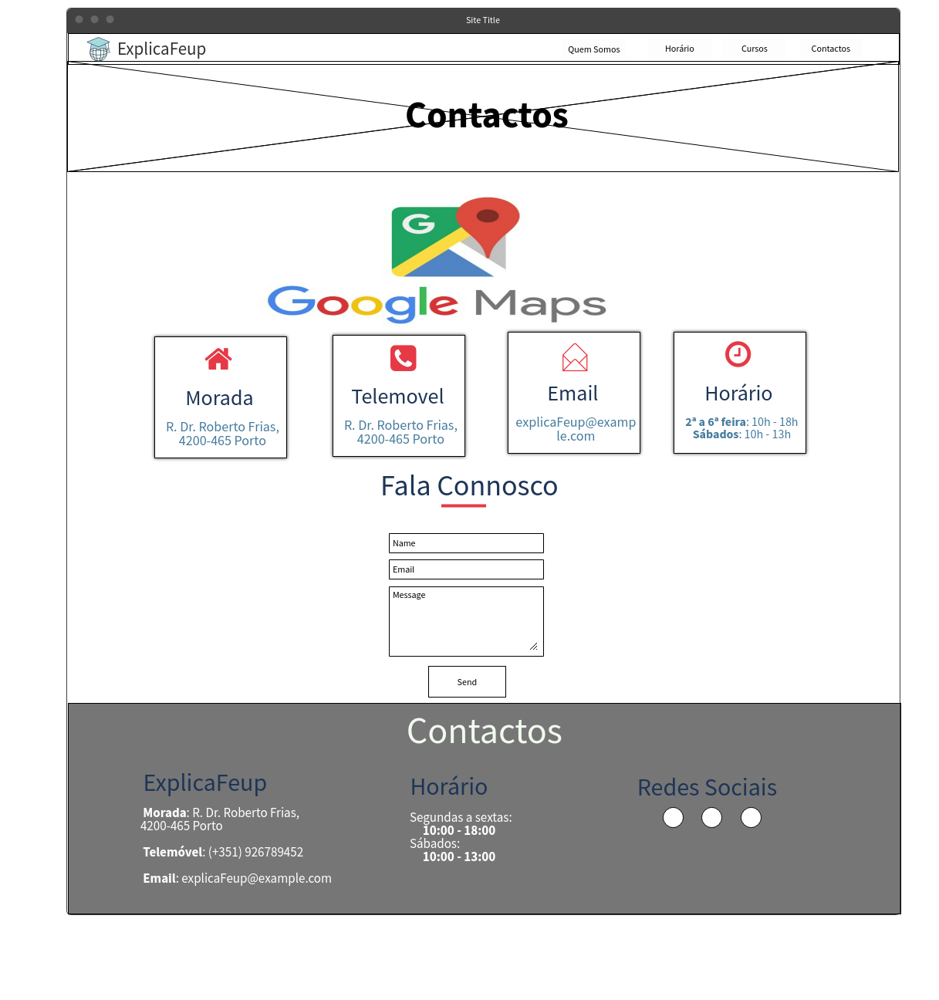 Site Title
ExplicaFeup
Quem Somos
Horário
Cursos
Contactos
Contactos
G
Google Maps
Morada
R. Dr. Roberto Frias,
4200-465 Porto
Telemovel
R. Dr. Roberto Frias,
4200-465 Porto
Email
explicaFeup@examp
le.com
Horário
2ª a 6ª feira: 10h - 18h
Sábados: 10h - 13h
Fala Connosco
Name
Email
Message
Send
Contactos
ExplicaFeup
Morada: R. Dr. Roberto Frias,
4200-465 Porto
Telemóvel: (+351) 926789452
Email: explicaFeup@example.com
Horário
Segundas a sextas:
10:00 - 18:00
Sábados:
10:00 - 13:00
Redes Sociais